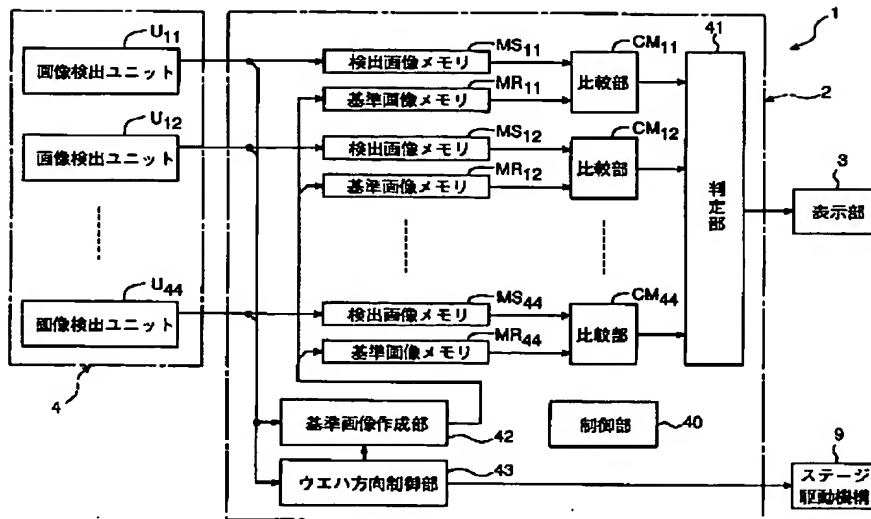 U11
画像検出ユニット
U12
画像検出ユニット
U44
画像検出ユニット
4
MS11
検出画像メモリ
MR11
基準画像メモリ
CM11
比較部
MS12
検出画像メモリ
MR12
基準画像メモリ
CM12
比較部
MS44
検出画像メモリ
MR44
基準画像メモリ
CM44
比較部
41
判定部
1
2
3
表示部
基準画像作成部
42
制御部
40
ウエハ方向制御部
43
9
ステージ
駆動機構